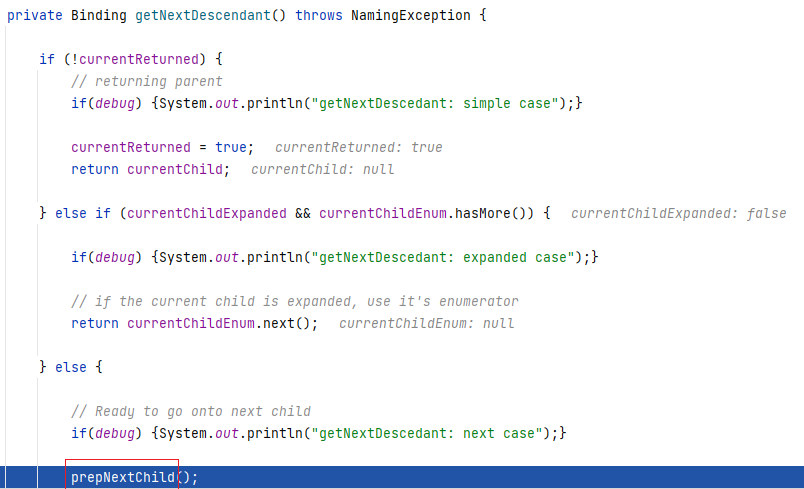 private Binding getNextDescendant() throws NamingException {
if (!currentReturned) {
// returning parent
if(debug) {System.out.println("getNextDescedant: simple case");}
currentReturned = true;   currentReturned: true
return currentChild;   currentChild: null
} else if (currentChildExpanded && currentChildEnum.hasMore()) {   currentChildExpanded: false
if(debug) {System.out.println("getNextDescedant: expanded case");}
// if the current child is expanded, use it's enumerator
return currentChildEnum.next();   currentChildEnum: null
} else {
// Ready to go onto next child
if(debug) {System.out.println("getNextDescedant: next case");}
prepNextChild();